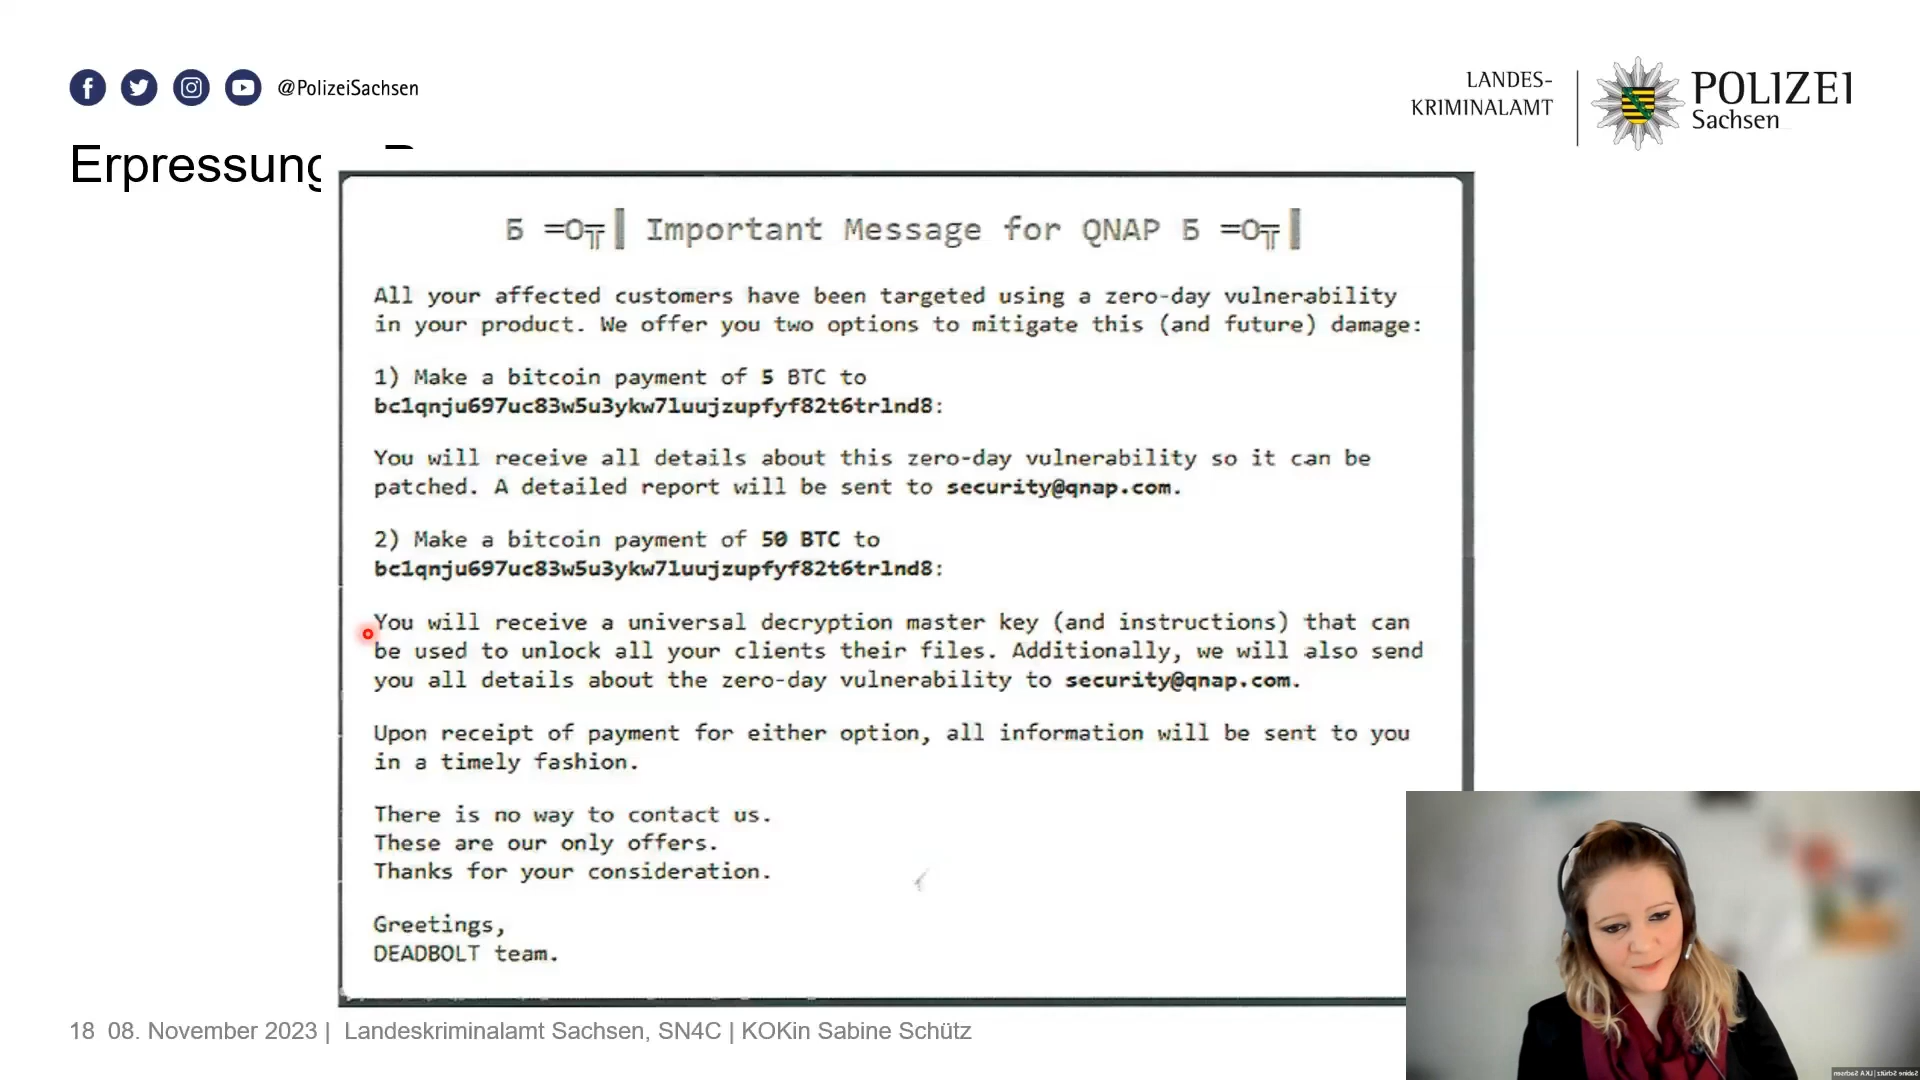 @PolizeiSachsen
LANDES-
KRIMINALAMT
POLIZEI
Sachsen
Erpressung
Б =O╥║ Important Message for QNAP Б =O╥║
All your affected customers have been targeted using a zero-day vulnerability
in your product. We offer you two options to mitigate this (and future) damage:
1) Make a bitcoin payment of 5 BTC to
bc1qnju697uc83w5u3ykw7luujzupfyf82t6trlnd8:
You will receive all details about this zero-day vulnerability so it can be
patched. A detailed report will be sent to security@qnap.com.
2) Make a bitcoin payment of 50 BTC to
bc1qnju697uc83w5u3ykw7luujzupfyf82t6trlnd8:
You will receive a universal decryption master key (and instructions) that can
be used to unlock all your clients their files. Additionally, we will also send
you all details about the zero-day vulnerability to security@qnap.com.
Upon receipt of payment for either option, all information will be sent to you
in a timely fashion.
There is no way to contact us.
These are our only offers.
Thanks for your consideration.
Greetings,
DEADBOLT team.
18 08. November 2023 | Landeskriminalamt Sachsen, SN4C | KOKin Sabine Schütz
Sabine Schütz | LKA Sachsen